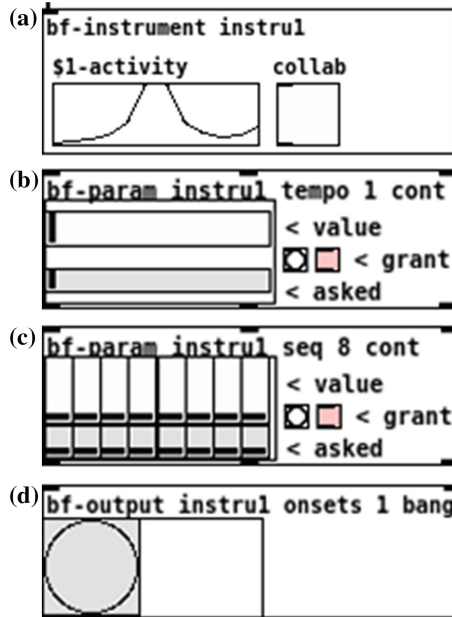 (a)
bf-instrument instru1
$1-activity collab
(b)
bf-param instru1 tempo 1 cont
< value
< grant
< asked
(c)
bf-param instru1 seq 8 cont
< value
< grant
< asked
(d)
bf-output instru1 onsets 1 bang